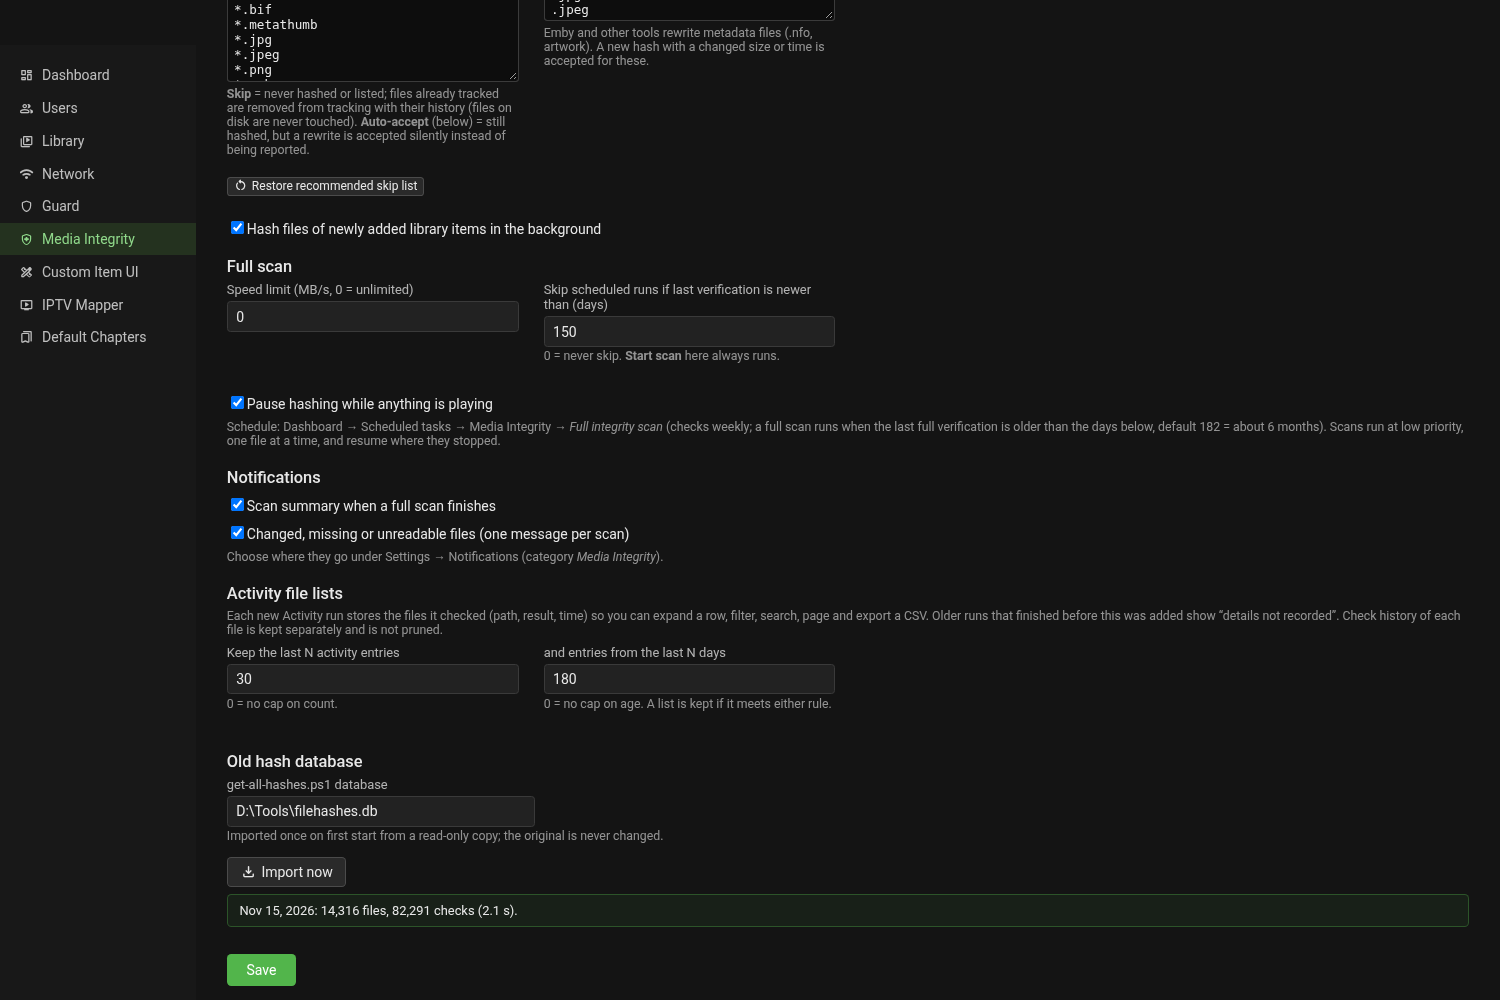 Dashboard
Users
Library
Network
Guard
Media Integrity
Custom Item UI
IPTV Mapper
Default Chapters
*.bif
*.metathumb
*.jpg
*.jpeg
*.png
Skip = never hashed or listed; files already tracked
are removed from tracking with their history (files on
disk are never touched). Auto-accept (below) = still
hashed, but a rewrite is accepted silently instead of
being reported.
.jpeg
Emby and other tools rewrite metadata files (.nfo,
artwork). A new hash with a changed size or time is
accepted for these.
Restore recommended skip list
Hash files of newly added library items in the background
Full scan
Speed limit (MB/s, 0 = unlimited)
0
Skip scheduled runs if last verification is newer
than (days)
150
0 = never skip. Start scan here always runs.
Pause hashing while anything is playing
Schedule: Dashboard → Scheduled tasks → Media Integrity → Full integrity scan (checks weekly; a full scan runs when the last full verification is older than the days below, default 182 = about 6 months). Scans run at low priority,
one file at a time, and resume where they stopped.
Notifications
Scan summary when a full scan finishes
Changed, missing or unreadable files (one message per scan)
Choose where they go under Settings → Notifications (category Media Integrity).
Activity file lists
Each new Activity run stores the files it checked (path, result, time) so you can expand a row, filter, search, page and export a CSV. Older runs that finished before this was added show “details not recorded”. Check history of each
file is kept separately and is not pruned.
Keep the last N activity entries
30
0 = no cap on count.
and entries from the last N days
180
0 = no cap on age. A list is kept if it meets either rule.
Old hash database
get-all-hashes.ps1 database
D:\Tools\filehashes.db
Imported once on first start from a read-only copy; the original is never changed.
Import now
Nov 15, 2026: 14,316 files, 82,291 checks (2.1 s).
Save